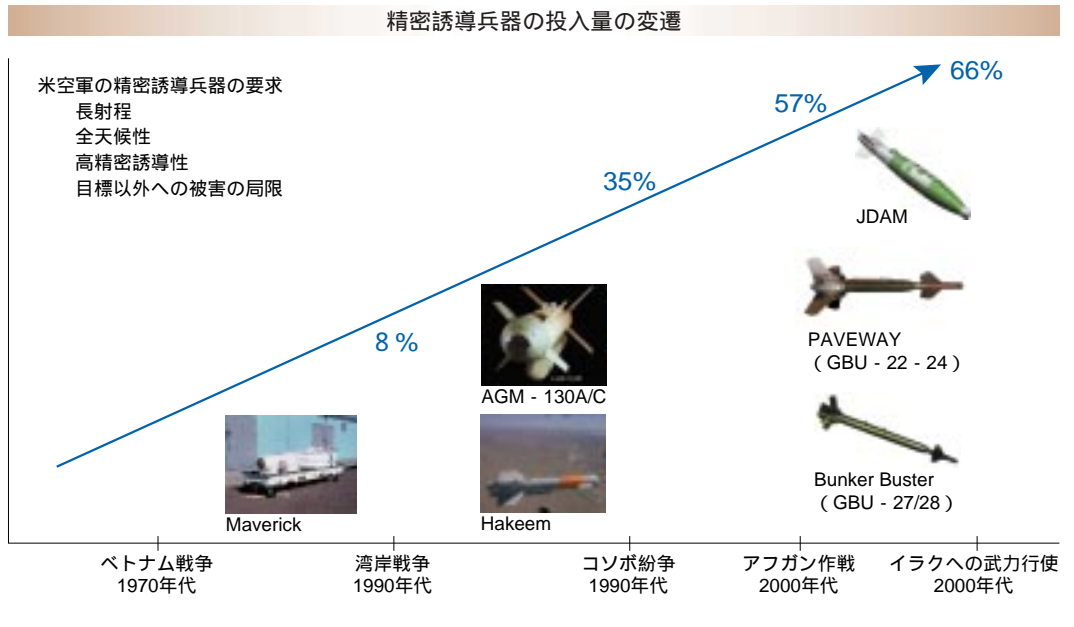 精密誘導兵器の投入量の変遷
米空軍の精密誘導兵器の要求
長射程
全天候性
高精密誘導性
目標以外への被害の局限
66%
57%
35%
8%
JDAM
PAVEWAY
（GBU - 22 - 24）
Bunker Buster
（GBU - 27/28）
AGM - 130A/C
Hakeem
Maverick
ベトナム戦争
1970年代
湾岸戦争
1990年代
コソボ紛争
1990年代
アフガン作戦
2000年代
イラクへの武力行使
2000年代